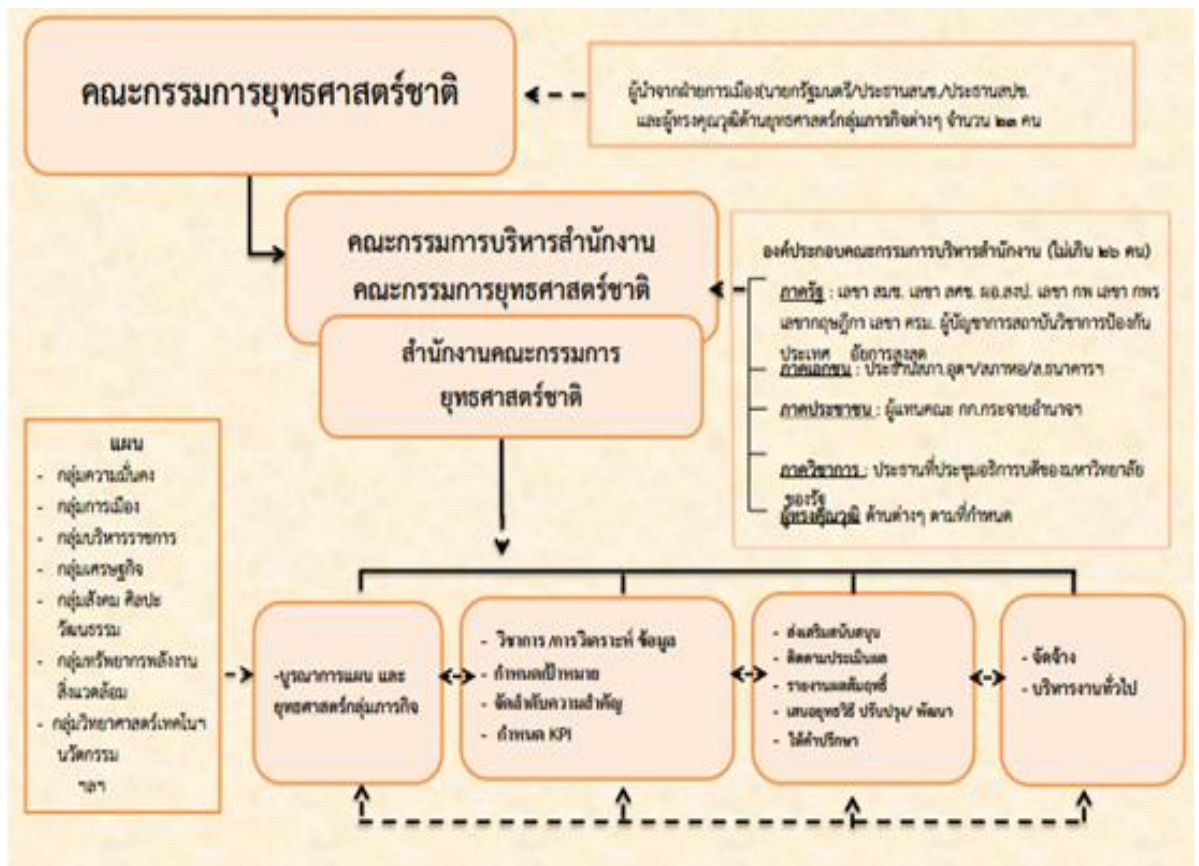 คณะกรรมการยุทธศาสตร์ชาติ
ผู้นำจากฝ่ายการเมือง(นายกรัฐมนตรี/ประธานสนช./ประธานสปช.
และผู้ทรงคุณวุฒิด้านยุทธศาสตร์กลุ่มภารกิจต่างๆ จำนวน ๒๓ คน
คณะกรรมการบริหารสำนักงาน
คณะกรรมการยุทธศาสตร์ชาติ
สำนักงานคณะกรรมการ
ยุทธศาสตร์ชาติ
องค์ประกอบคณะกรรมการบริหารสำนักงาน (ไม่เกิน ๒๖ คน)
ภาครัฐ : เลขา สมช. เลขา สศช. ผอ.สงป. เลขา กพ เลขา กพร
เลขากฤษฎีกา เลขา ครม. ผู้บัญชาการสถาบันวิชาการป้องกัน
ประเทศ อัยการสูงสุด
ภาคเอกชน : ประธานสภา.อุตฯ/สภาหอ/ส.ธนาคารฯ
ภาคประชาชน : ผู้แทนคณะ กก.กระจายอำนาจฯ
ภาควิชาการ : ประธานที่ประชุมอธิการบดีของมหาวิทยาลัย
ของรัฐ
ผู้ทรงคุณวุฒิ ด้านต่างๆ ตามที่กำหนด
แผน
- กลุ่มความมั่นคง
- กลุ่มการเมือง
- กลุ่มบริหารราชการ
- กลุ่มเศรษฐกิจ
- กลุ่มสังคม ศิลปะ
วัฒนธรรม
- กลุ่มทรัพยากรพลังงาน
สิ่งแวดล้อม
- กลุ่มวิทยาศาสตร์เทคโนฯ
นวัตกรรม
ฯลฯ
-บูรณาการแผน และ
ยุทธศาสตร์กลุ่มภารกิจ
- วิชาการ /การวิเคราะห์ ข้อมูล
- กำหนดเป้าหมาย
- จัดลำดับความสำคัญ
- กำหนด KPI
- ส่งเสริมสนับสนุน
- ติดตามประเมินผล
- รายงานผลสัมฤทธิ์
- เสนอยุทธวิธี ปรับปรุง/ พัฒนา
- ให้คำปรึกษา
- จัดจ้าง
- บริหารงานทั่วไป